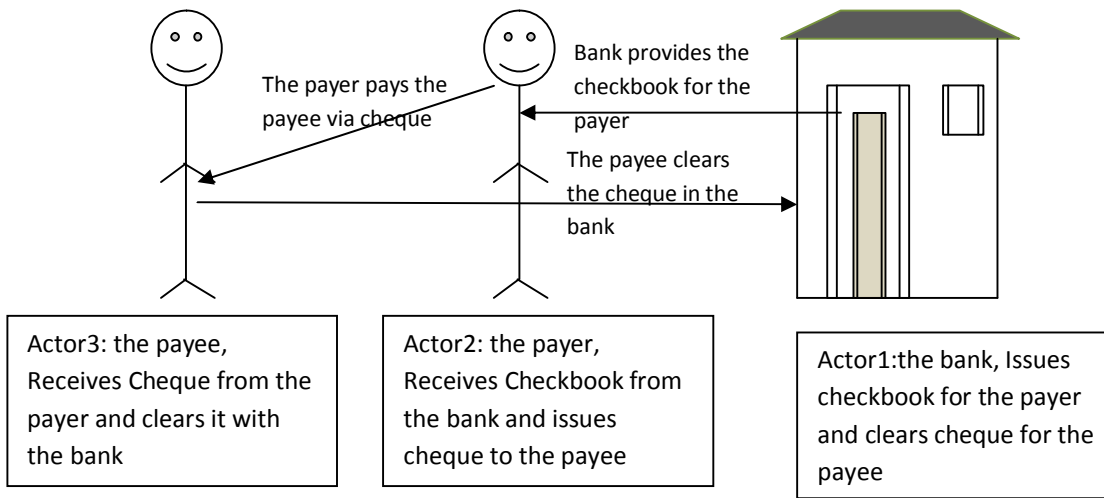 The payer pays the
payee via cheque
Bank provides the
checkbook for the
payer
The payee clears
the cheque in the
bank
Actor3: the payee,
Receives Cheque from the
payer and clears it with
the bank
Actor2: the payer,
Receives Checkbook from
the bank and issues
cheque to the payee
Actor1:the bank, Issues
checkbook for the payer
and clears cheque for the
payee